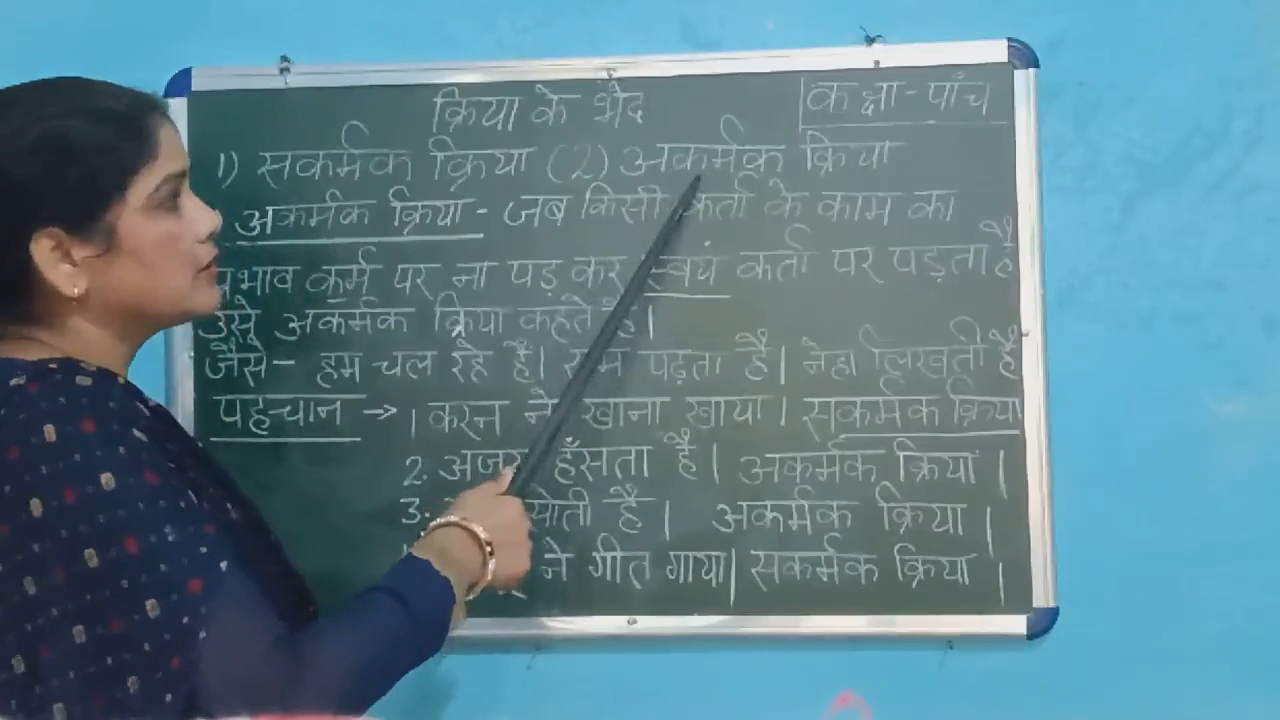 क्रिया के भेद कक्षा-पाँच
1) सकर्मक क्रिया (2) अकर्मक क्रिया
अकर्मक क्रिया - जब किसी कर्ता के काम का
प्रभाव कर्म पर ना पड़ कर स्वयं कर्ता पर पड़ता है
उसे अकर्मक क्रिया कहते है।
जैसे- हम चल रहे हैं। राम पढ़ता है। नेहा लिखती है
पहचान → 1 करन ने खाना खाया। सकर्मक क्रिया
2. अजय हँसता है। अकर्मक क्रिया।
3. सोती है। अकर्मक क्रिया।
ने गीत गाया। सकर्मक क्रिया।